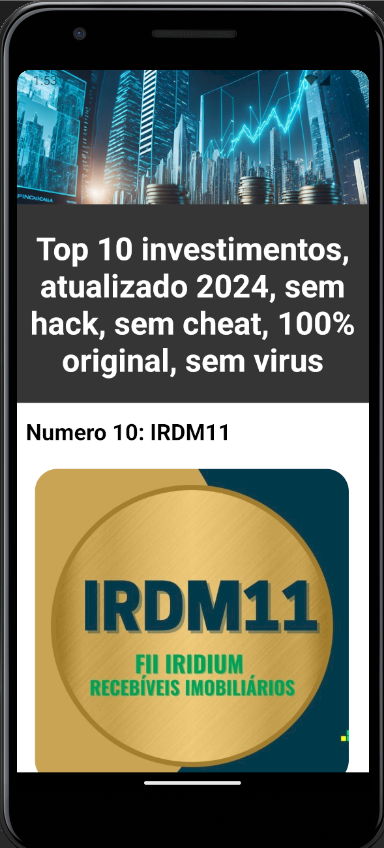 1:53
Top 10 investimentos,
atualizado 2024, sem
hack, sem cheat, 100%
original, sem virus
Numero 10: IRDM11
IRDM11
FII IRIDIUM
RECEBÍVEIS IMOBILIÁRIOS